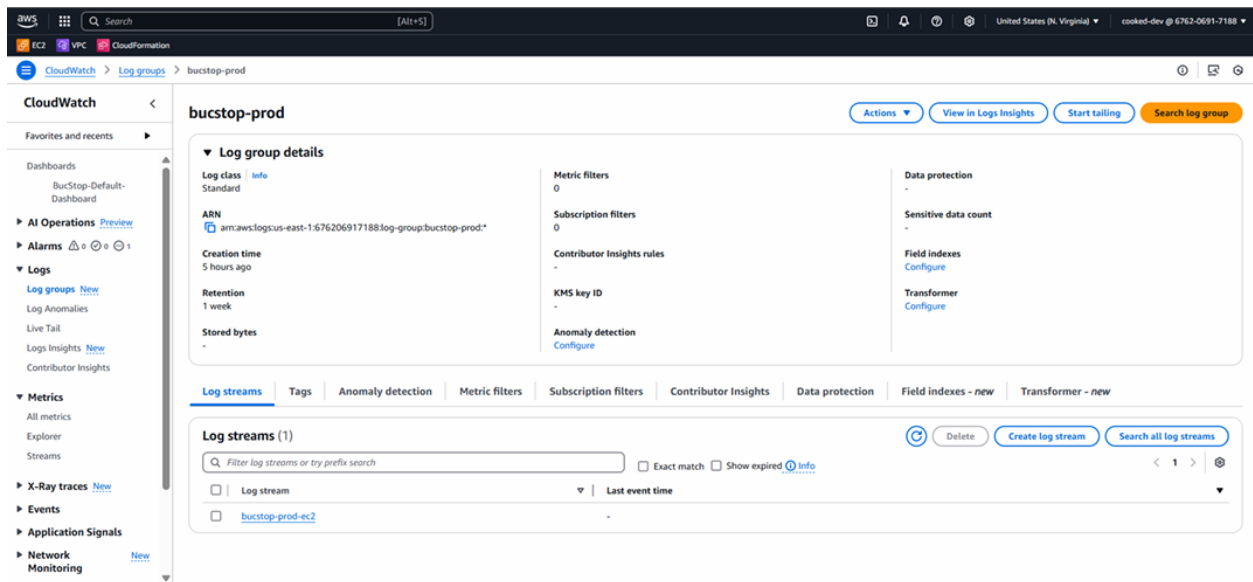 aws
Search
[Alt+S]
United States (N. Virginia) ▼
cooked-dev @ 6762-0691-7188 ▼
EC2 VPC CloudFormation
CloudWatch > Log groups > bucstop-prod
CloudWatch
Favorites and recents
Dashboards
BucStop-Default-
Dashboard
AI Operations Preview
Alarms 0 0 1
Logs
Log groups New
Log Anomalies
Live Tail
Logs Insights New
Contributor Insights
Metrics
All metrics
Explorer
Streams
X-Ray traces New
Events
Application Signals
Network New
Monitoring
bucstop-prod
Actions ▼ View in Logs Insights Start tailing Search log group
▼ Log group details
Log class Info
Standard
ARN
arn:aws:logs:us-east-1:676206917188:log-group:bucstop-prod:*
Creation time
5 hours ago
Retention
1 week
Stored bytes
-
Metric filters
0
Subscription filters
0
Contributor Insights rules
-
KMS key ID
-
Anomaly detection
Configure
Data protection
-
Sensitive data count
-
Field indexes
Configure
Transformer
Configure
Log streams Tags Anomaly detection Metric filters Subscription filters Contributor Insights Data protection Field indexes - new Transformer - new
Log streams (1)
Delete Create log stream Search all log streams
Filter log streams or try prefix search
Exact match Show expired Info
< 1 >
Log stream Last event time
bucstop-prod-ec2 -